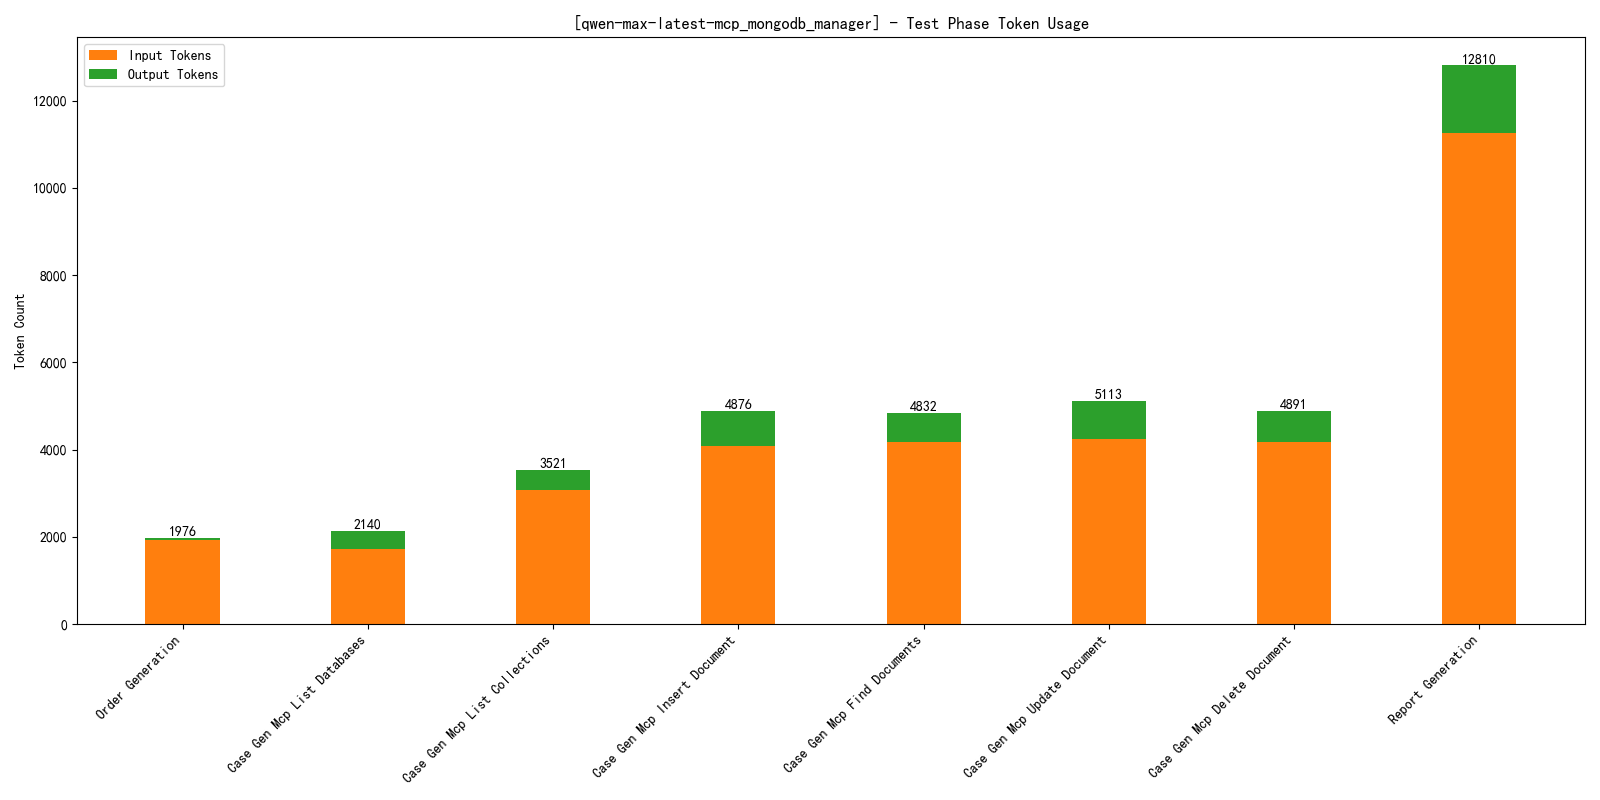 [qwen-max-latest-mcp_mongodb_manager] - Test Phase Token Usage
Input Tokens
Output Tokens
Token Count
12000
10000
8000
6000
4000
2000
0
1976
2140
3521
4876
4832
5113
4891
12810
Order Generation
Case Gen Mcp List Databases
Case Gen Mcp List Collections
Case Gen Mcp Insert Document
Case Gen Mcp Find Documents
Case Gen Mcp Update Document
Case Gen Mcp Delete Document
Report Generation